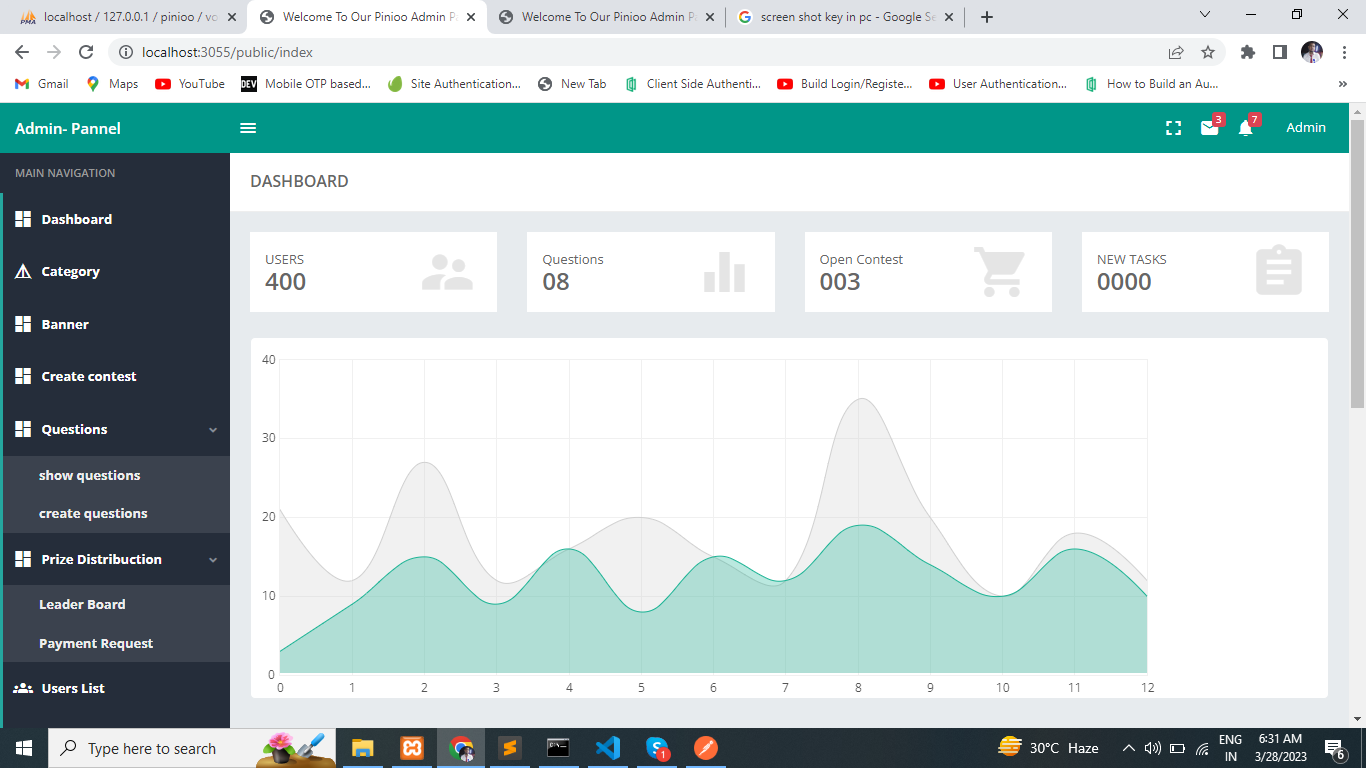 localhost / 127.0.0.1 / pinioo / vo
Welcome To Our Pinioo Admin P
Welcome To Our Pinioo Admin P
screen shot key in pc - Google Se
localhost:3055/public/index
Gmail
Maps
YouTube
DEV
Mobile OTP based...
Site Authentication...
New Tab
Client Side Authenti...
Build Login/Registe...
User Authentication...
How to Build an Au...
»
Admin- Pannel
3
7
Admin
MAIN NAVIGATION
Dashboard
Category
Banner
Create contest
Questions
show questions
create questions
Prize Distribuction
Leader Board
Payment Request
Users List
DASHBOARD
USERS
400
Questions
08
Open Contest
003
NEW TASKS
0000
40
30
20
10
0
0 1 2 3 4 5 6 7 8 9 10 11 12
Type here to search
1
30°C Haze
ENG
IN
6:31 AM
3/28/2023
6